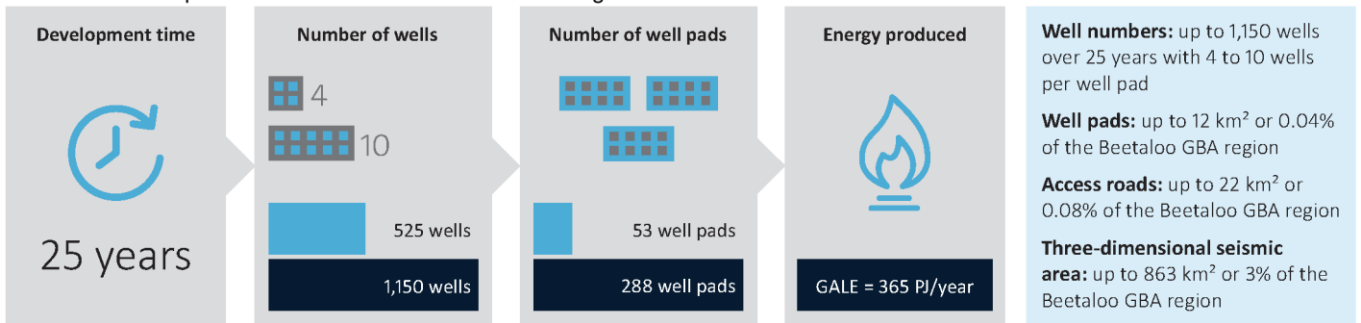 Development time
25 years
Number of wells
4
10
525 wells
1,150 wells
Number of well pads
53 well pads
288 well pads
Energy produced
GALE = 365 PJ/year
Well numbers: up to 1,150 wells
over 25 years with 4 to 10 wells
per well pad
Well pads: up to 12 km² or 0.04%
of the Beetaloo GBA region
Access roads: up to 22 km² or
0.08% of the Beetaloo GBA region
Three-dimensional seismic
area: up to 863 km² or 3% of the
Beetaloo GBA region